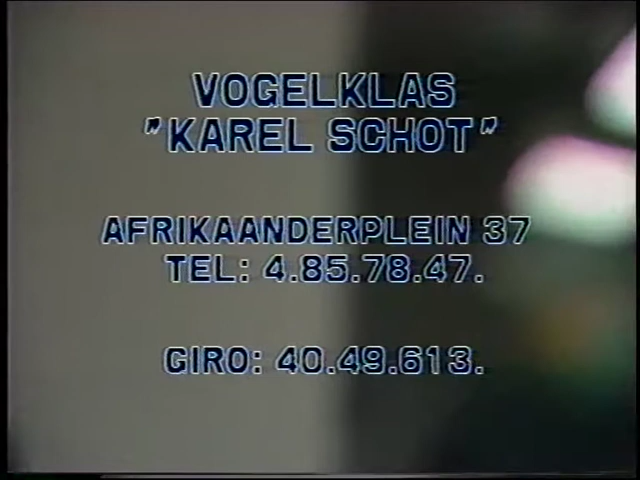 VOGELKLAS
"KAREL SCHOT"
AFRIKAANDERPLEIN 37
TEL: 4.85.78.47.
GIRO: 40.49.613.